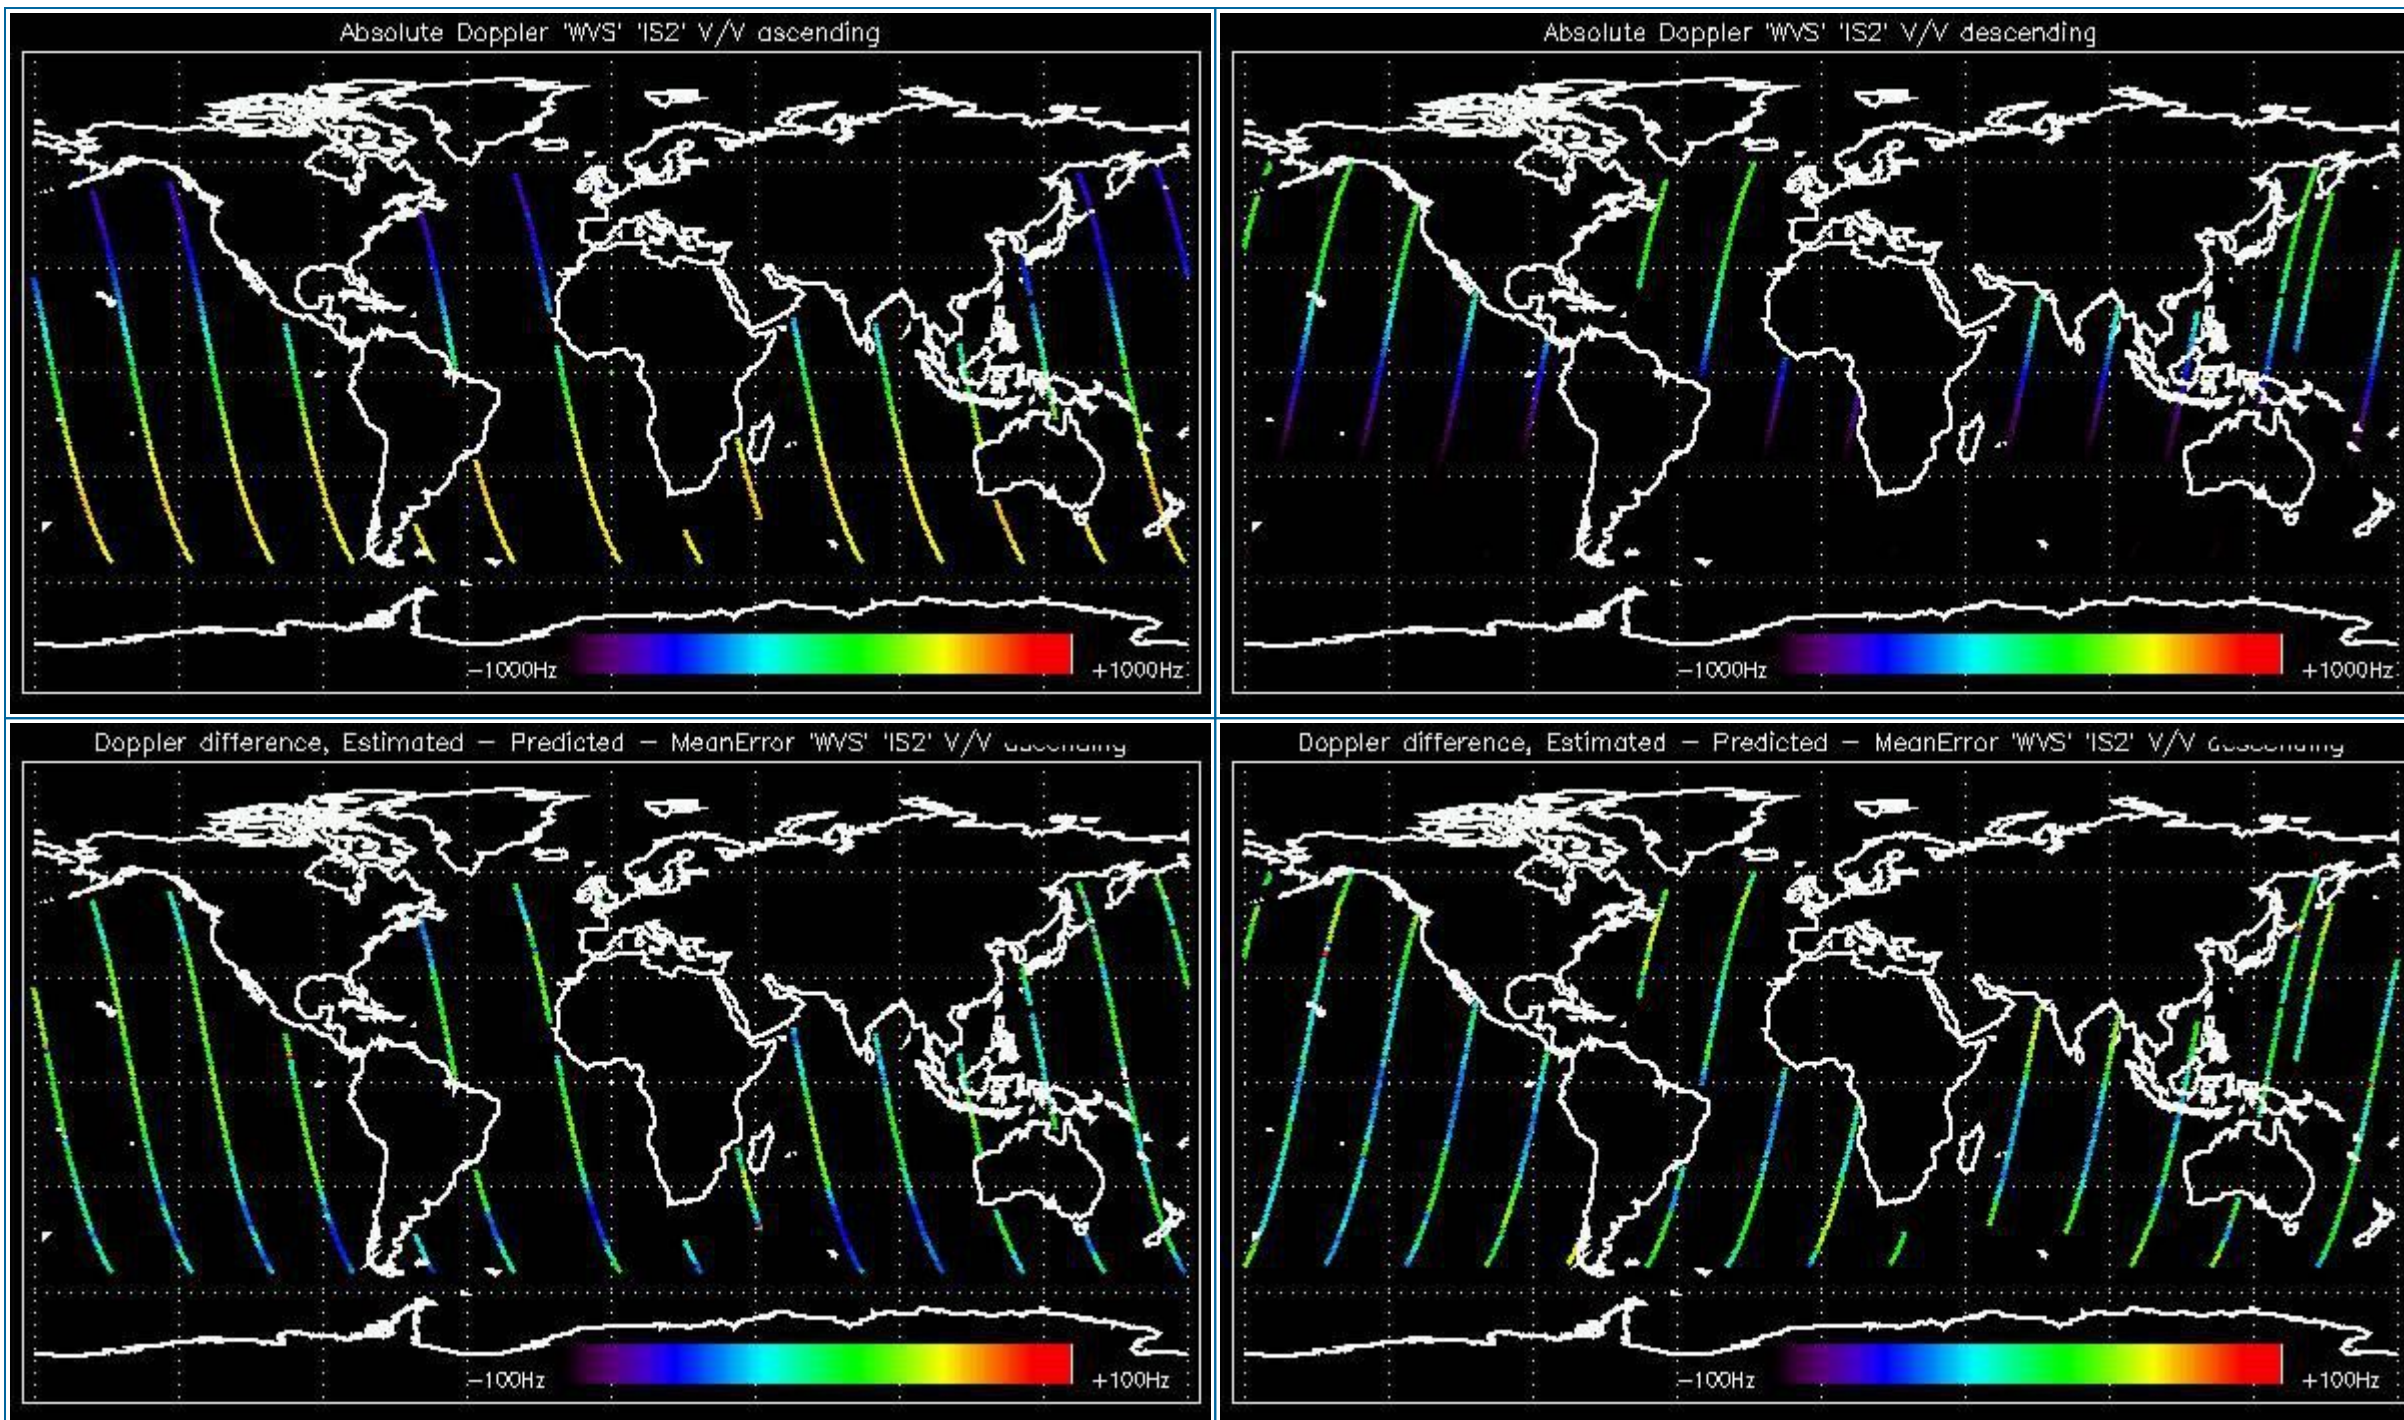 Absolute Doppler 'WVS' 'IS2' V/V ascending
-1000Hz
+1000Hz
Absolute Doppler 'WVS' 'IS2' V/V descending
-1000Hz
+1000Hz
Doppler difference, Estimated - Predicted - MeanError 'WVS' 'IS2' V/V
-100Hz
+100Hz
Doppler difference, Estimated - Predicted - MeanError 'WVS' 'IS2' V/V
-100Hz
+100Hz